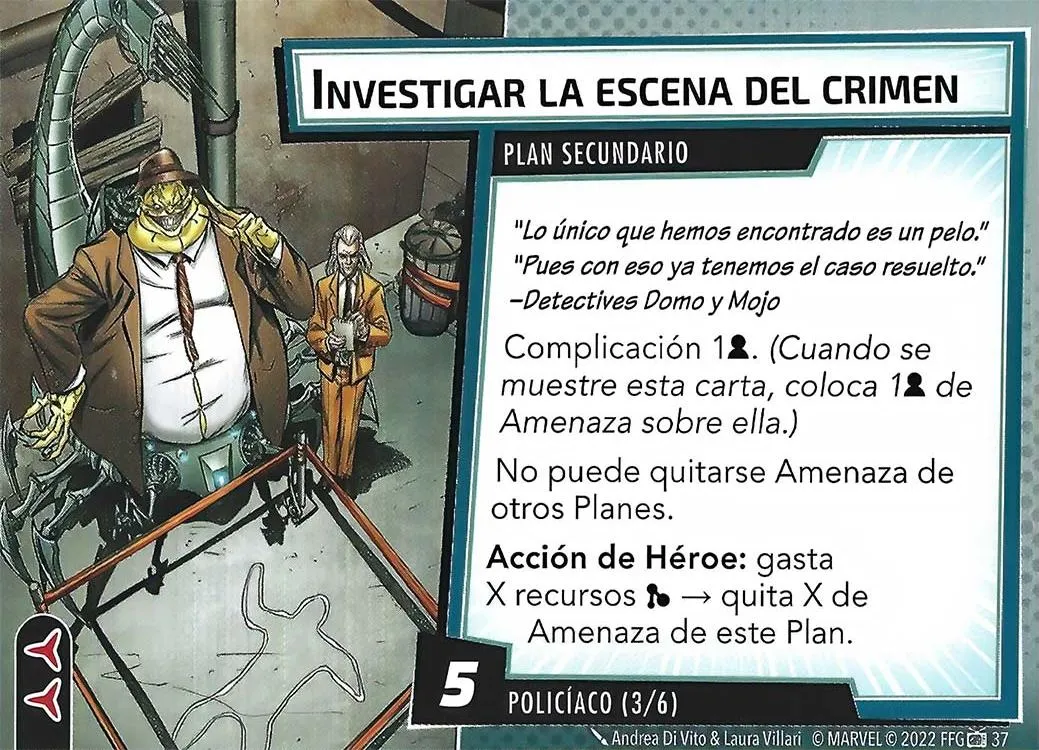 INVESTIGAR LA ESCENA DEL CRIMEN
PLAN SECUNDARIO
"Lo único que hemos encontrado es un pelo."
"Pues con eso ya tenemos el caso resuelto."
–Detectives Domo y Mojo
Complicación 1. (Cuando se
muestre esta carta, coloca 1 de
Amenaza sobre ella.)
No puede quitarse Amenaza de
otros Planes.
Acción de Héroe: gasta
X recursos → quita X de
Amenaza de este Plan.
5
POLICÍACO (3/6)
Andrea Di Vito & Laura Villari © MARVEL © 2022 FFG 37